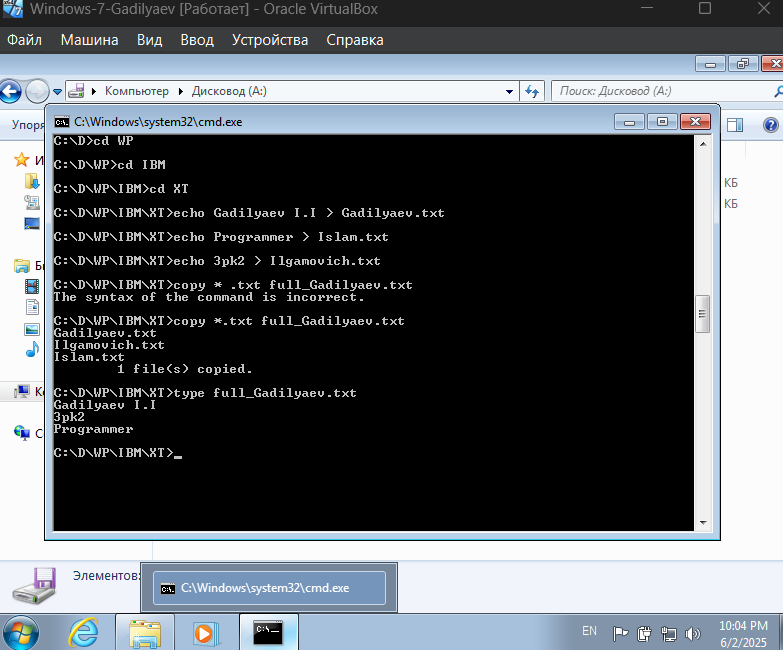 Windows-7-Gadilyaev [Работает] - Oracle VirtualBox
Файл Машина Вид Ввод Устройства Справка
Компьютер Дисковод (A:)
Поиск: Дисковод (A:)
C:\Windows\system32\cmd.exe
КБ
КБ
C:\D>cd WP
C:\D\WP>cd IBM
C:\D\WP\IBM>cd XT
C:\D\WP\IBM\XT>echo Gadilyaev I.I > Gadilyaev.txt
C:\D\WP\IBM\XT>echo Programmer > Islam.txt
C:\D\WP\IBM\XT>echo 3pk2 > Ilgamovich.txt
C:\D\WP\IBM\XT>copy * .txt full_Gadilyaev.txt
The syntax of the command is incorrect.
C:\D\WP\IBM\XT>copy *.txt full_Gadilyaev.txt
Gadilyaev.txt
Ilgamovich.txt
Islam.txt
1 file(s) copied.
C:\D\WP\IBM\XT>type full_Gadilyaev.txt
Gadilyaev I.I
3pk2
Programmer
C:\D\WP\IBM\XT>_
Элементов:
C:\Windows\system32\cmd.exe
EN
10:04 PM
6/2/2025